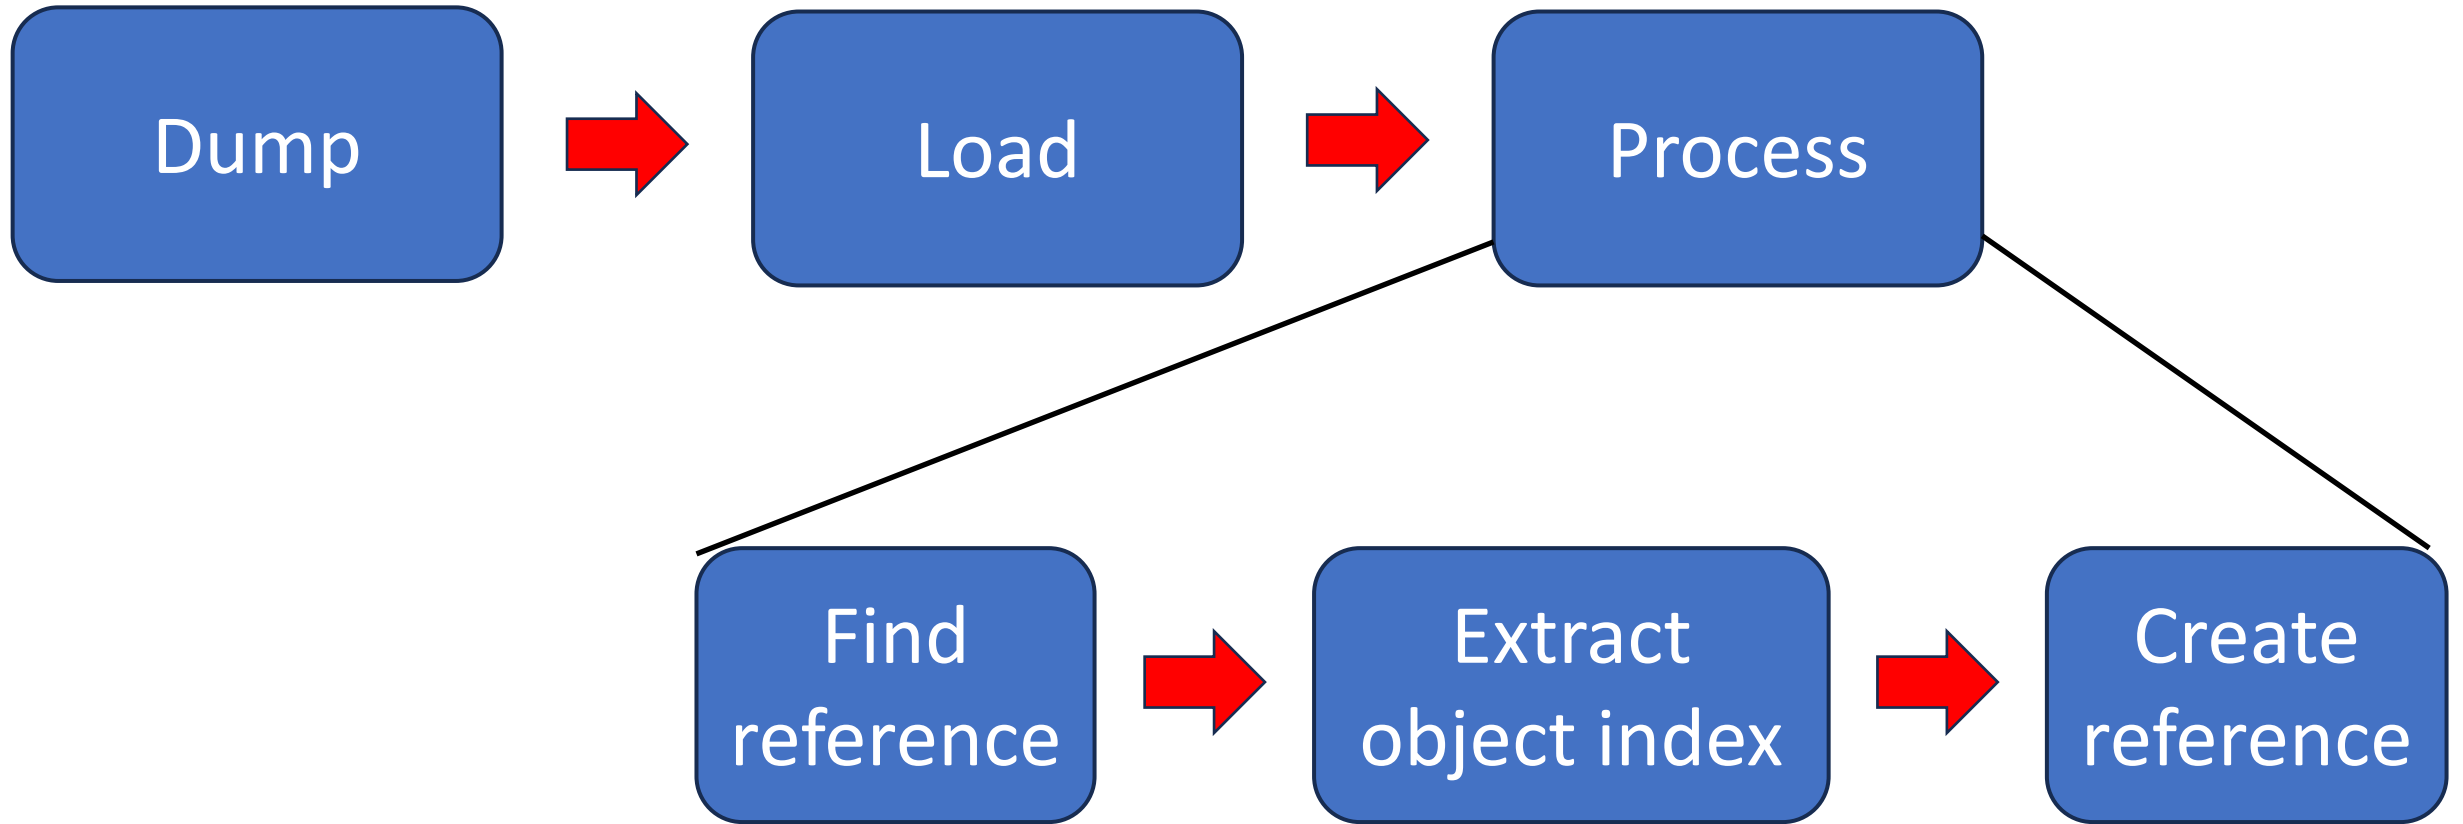 Dump
Load
Process
Find
reference
Extract
object index
Create
reference